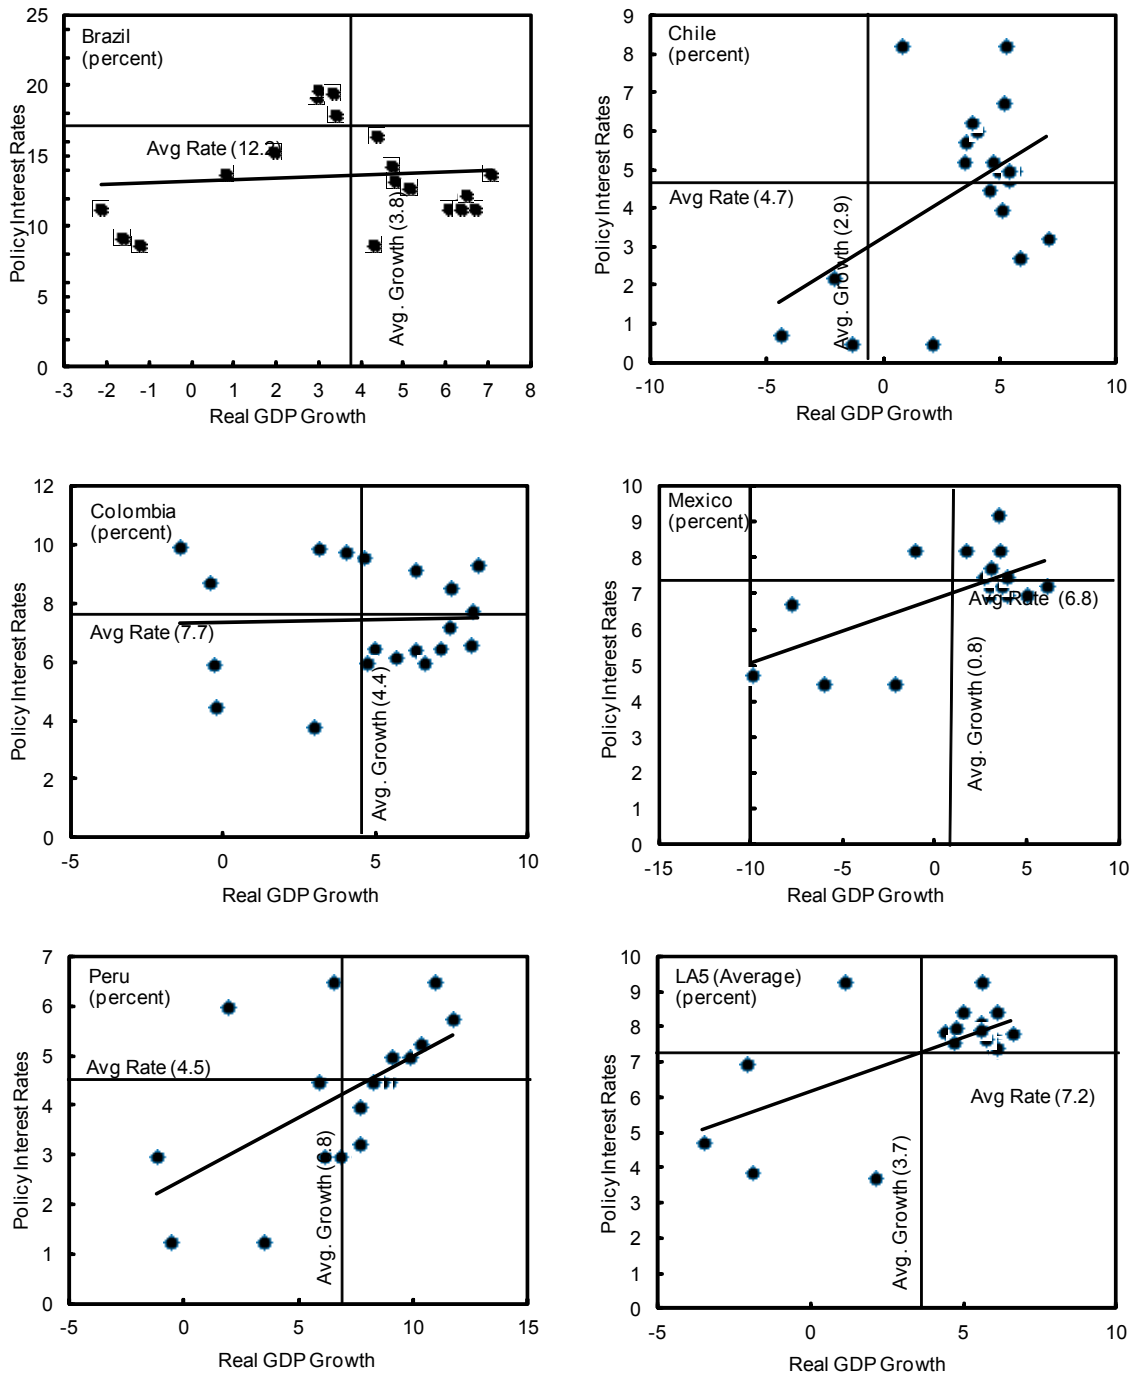 Brazil
(percent)
Avg Rate (12.2)
Avg. Growth (3.8)
Policy Interest Rates
25
20
15
10
5
0
-3 -2 -1 0 1 2 3 4 5 6 7 8
Real GDP Growth
Chile
(percent)
Avg Rate (4.7)
Avg. Growth (2.9)
Policy Interest Rates
9
8
7
6
5
4
3
2
1
0
-10 -5 0 5 10
Real GDP Growth
Colombia
(percent)
Avg Rate (7.7)
Avg. Growth (4.4)
Policy Interest Rates
12
10
8
6
4
2
0
-5 0 5 10
Real GDP Growth
Mexico
(percent)
Avg Rate (6.8)
Avg. Growth (0.8)
Policy Interest Rates
10
9
8
7
6
5
4
3
2
1
0
-15 -10 -5 0 5 10
Real GDP Growth
Peru
(percent)
Avg Rate (4.5)
Avg. Growth
Policy Interest Rates
7
6
5
4
3
2
1
0
-5 0 5 10 15
Real GDP Growth
LA5 (Average)
(percent)
Avg Rate (7.2)
Avg. Growth (3.7)
Policy Interest Rates
10
9
8
7
6
5
4
3
2
1
0
-5 0 5 10
Real GDP Growth